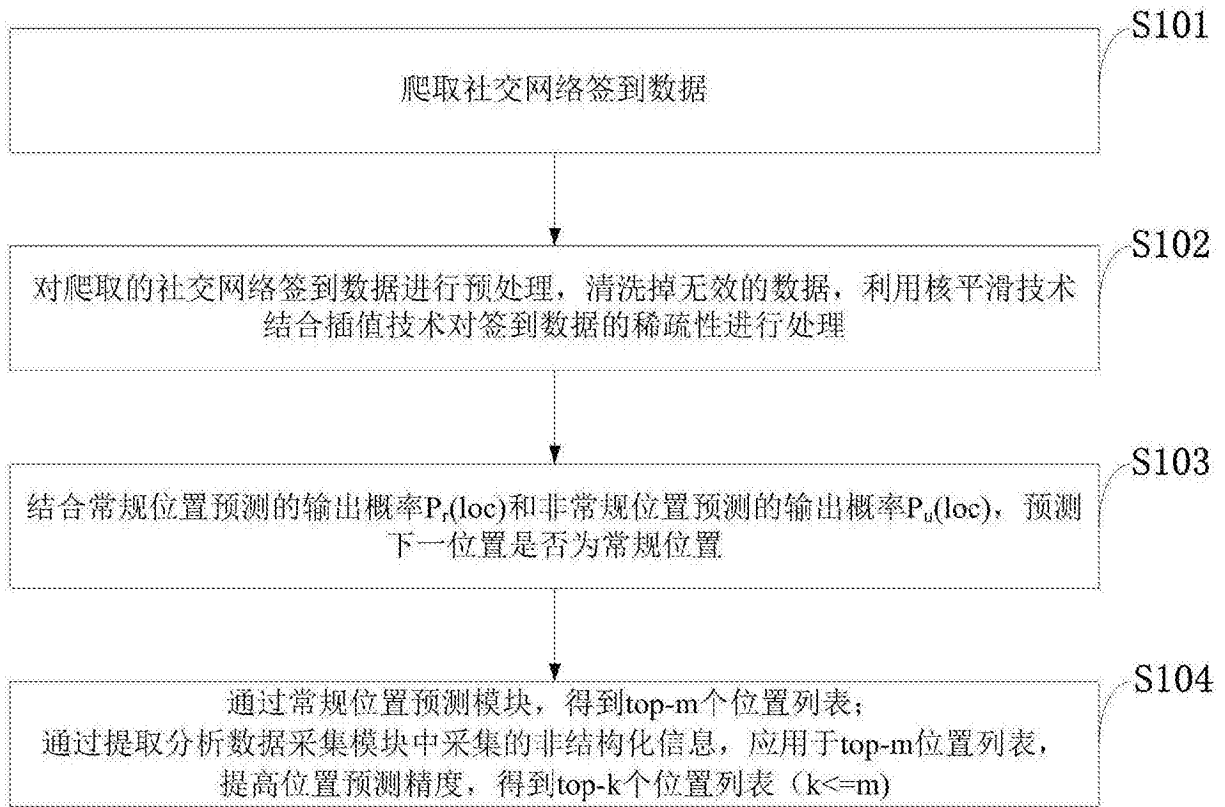 S101
爬取社交网络签到数据
S102
对爬取的社交网络签到数据进行预处理，清洗掉无效的数据，利用核平滑技术
结合插值技术对签到数据的稀疏性进行处理
S103
结合常规位置预测的输出概率Pr(loc)和非常规位置预测的输出概率Pu(loc)，预测
下一位置是否为常规位置
S104
通过常规位置预测模块，得到top-m个位置列表；
通过提取分析数据采集模块中采集的非结构化信息，应用于top-m位置列表，
提高位置预测精度，得到top-k个位置列表（k<=m)